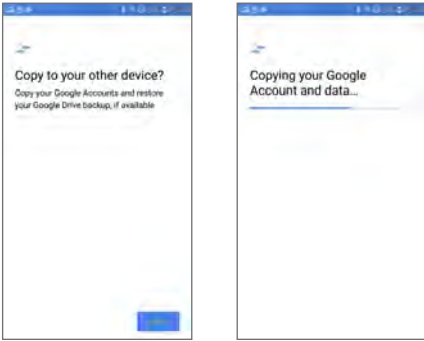 Copy to your other device?
Copy your Google Accounts and restore
your Google Drive backup, if available
Copying your Google
Account and data...